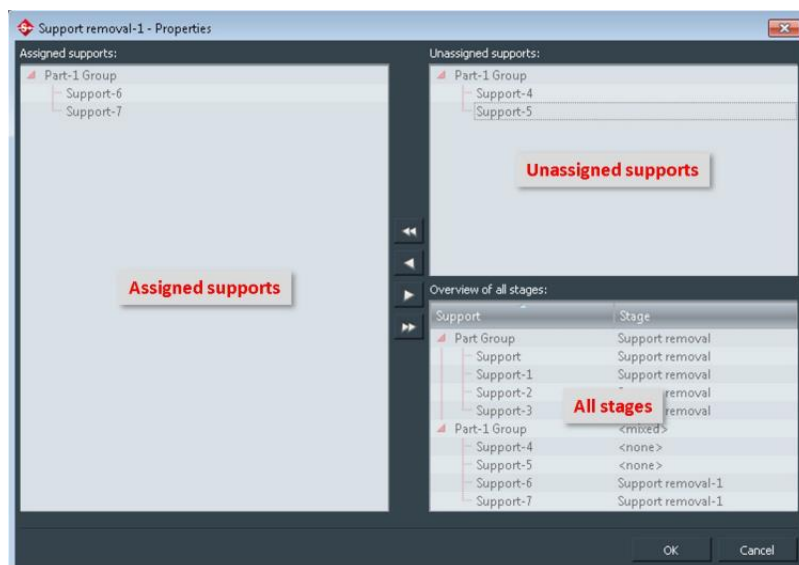 Support removal-1 - Properties
Assigned supports:
Part-1 Group
Support-6
Support-7
Assigned supports
Unassigned supports:
Part-1 Group
Support-4
Support-5
Unassigned supports
Overview of all stages:
Support Stage
Part Group Support removal
Support Support removal
Support-1 Support removal
Support-2 removal
Support-3 removal
All stages
Part-1 Group <mixed>
Support-4 <none>
Support-5 <none>
Support-6 Support removal-1
Support-7 Support removal-1
OK Cancel